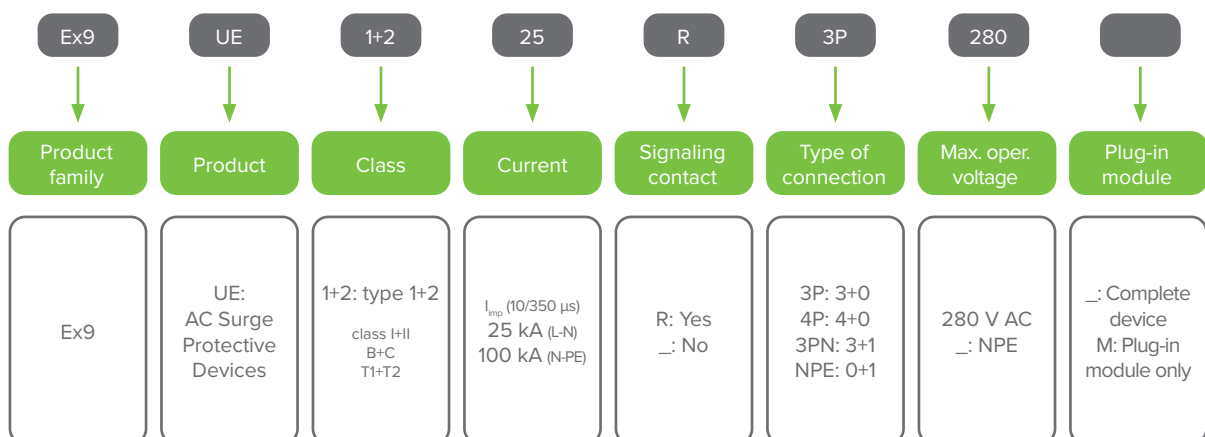 Ex9
UE
1+2
25
R
3P
280
Product
family
Product
Class
Current
Signaling
contact
Type of
connection
Max. oper.
voltage
Plug-in
module
Ex9
UE:
AC Surge
Protective
Devices
1+2: type 1+2
class I+II
B+C
T1+T2
Iimp (10/350 µs)
25 kA (L-N)
100 kA (N-PE)
R: Yes
_: No
3P: 3+0
4P: 4+0
3PN: 3+1
NPE: 0+1
280 V AC
_: NPE
_: Complete
device
M: Plug-in
module only